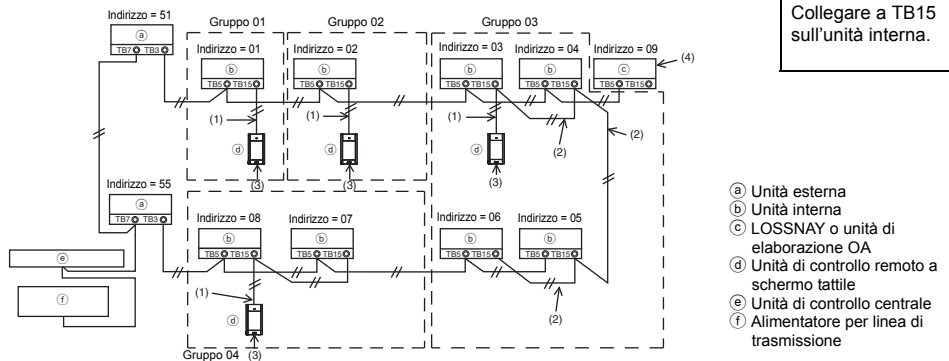 Collegare a TB15
sull'unità interna.
Indirizzo = 51
Gruppo 01
Gruppo 02
Gruppo 03
ⓐ
TB7 TB3
Indirizzo = 01
Indirizzo = 02
Indirizzo = 03
Indirizzo = 04
Indirizzo = 09
ⓑ
ⓑ
ⓑ
ⓑ
ⓒ
(4)
TB5 TB15
TB5 TB15
TB5 TB15
TB5 TB15
TB5 TB15
(1)
(1)
(1)
(2)
(2)
ⓓ
ⓓ
ⓓ
(3)
(3)
(3)
Indirizzo = 55
ⓐ
TB7 TB3
Indirizzo = 08
Indirizzo = 07
Indirizzo = 06
Indirizzo = 05
ⓑ
ⓑ
ⓑ
ⓑ
TB5 TB15
TB5 TB15
TB5 TB15
TB5 TB15
ⓔ
ⓕ
(1)
(2)
ⓓ
Gruppo 04
(3)
ⓐ Unità esterna
ⓑ Unità interna
ⓒ LOSSNAY o unità di
elaborazione OA
ⓓ Unità di controllo remoto a
schermo tattile
ⓔ Unità di controllo centrale
ⓕ Alimentatore per linea di
trasmissione